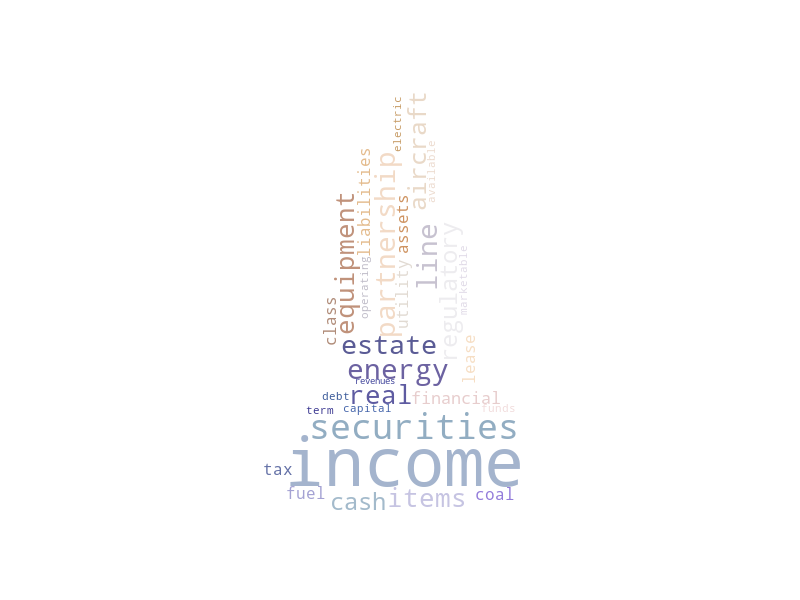 electric
aircraft
available
partnership
liabilities
assets
equipment
line
regulatory
marketable
operating
utility
class
estate
lease
energy
revenues
real
debt
financial
term
capital
funds
securities
income
tax
fuel
cash
items
coal